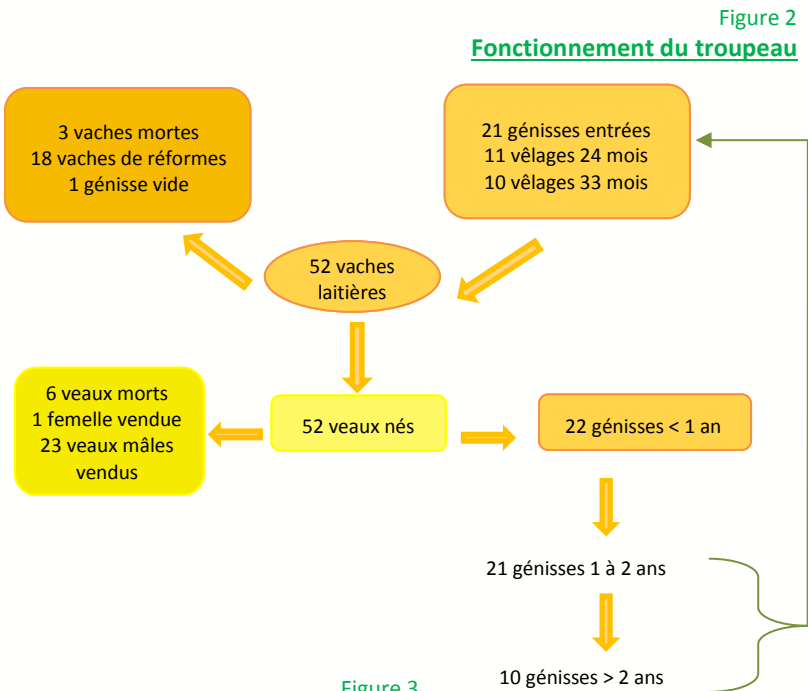 Figure 2
Fonctionnement du troupeau
3 vaches mortes
18 vaches de réformes
1 génisse vide
21 génisses entrées
11 vêlages 24 mois
10 vêlages 33 mois
52 vaches
laitières
6 veaux morts
1 femelle vendue
23 veaux mâles
vendus
52 veaux nés
22 génisses < 1 an
21 génisses 1 à 2 ans
10 génisses > 2 ans
Figure 3